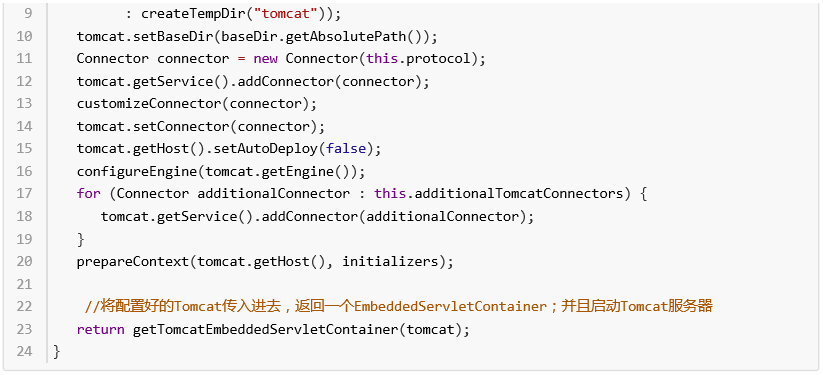 9          : createTempDir("tomcat"));
10    tomcat.setBaseDir(baseDir.getAbsolutePath());
11    Connector connector = new Connector(this.protocol);
12    tomcat.getService().addConnector(connector);
13    customizeConnector(connector);
14    tomcat.setConnector(connector);
15    tomcat.getHost().setAutoDeploy(false);
16    configureEngine(tomcat.getEngine());
17    for (Connector additionalConnector : this.additionalTomcatConnectors) {
18       tomcat.getService().addConnector(additionalConnector);
19    }
20    prepareContext(tomcat.getHost(), initializers);
21
22     //将配置好的Tomcat传入进去，返回一个EmbeddedServletContainer；并且启动Tomcat服务器
23    return getTomcatEmbeddedServletContainer(tomcat);
24 }